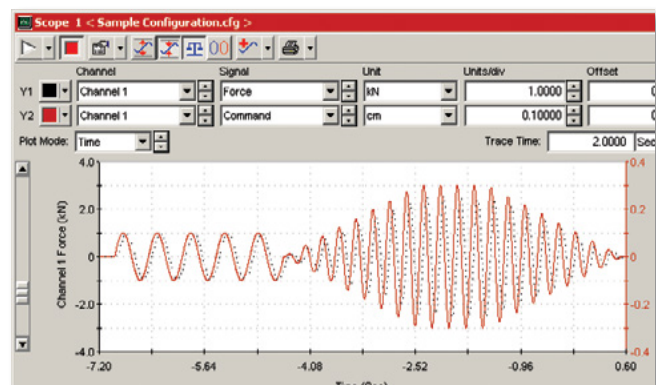 Scope 1 < Sample Configuration.cfg >
Channel Signal Unit Units/div Offset
Y1 Channel 1 Force kN 1.0000
Y2 Channel 1 Command cm 0.10000
Plot Mode: Time Trace Time: 2.0000 Sec
4.0 0.4
2.0 0.2
0 0
-2.0 -0.2
-4.0 -0.4
Channel 1 Force (kN)
-7.20 -5.64 -4.08 -2.52 -0.96 0.60
Time (Sec)